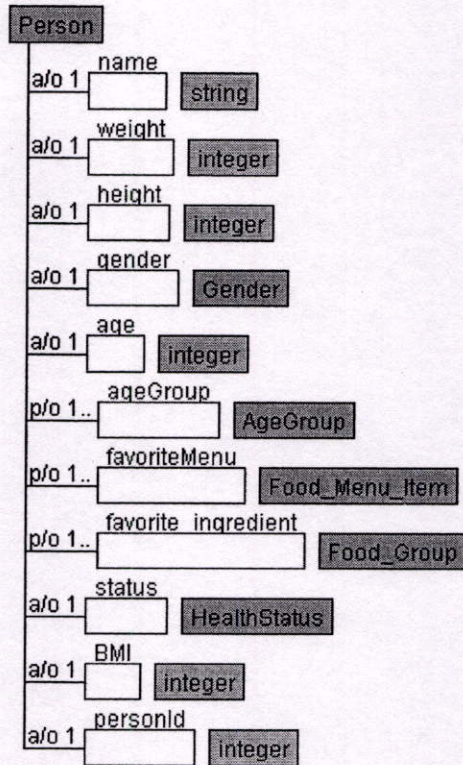 Person
name
a/o 1 string
weight
a/o 1 integer
height
a/o 1 integer
gender
a/o 1 Gender
age
a/o 1 integer
ageGroup
p/o 1.. AgeGroup
favoriteMenu
p/o 1.. Food_Menu_Item
favorite_ingredient
p/o 1.. Food_Group
status
a/o 1 HealthStatus
BMI
a/o 1 integer
personId
a/o 1 integer